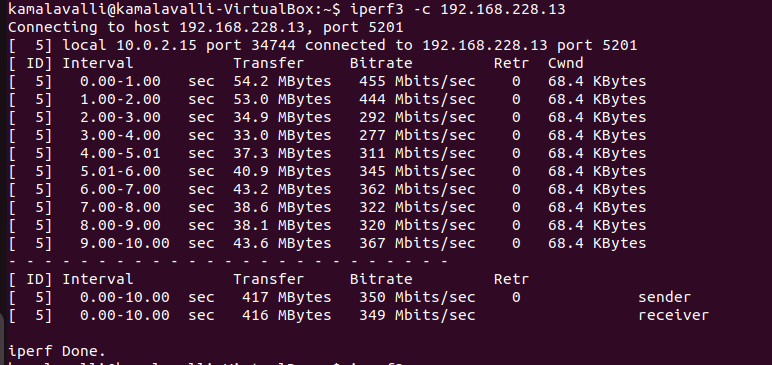 kamalavalli@kamalavalli-VirtualBox:~$ iperf3 -c 192.168.228.13
Connecting to host 192.168.228.13, port 5201
[  5] local 10.0.2.15 port 34744 connected to 192.168.228.13 port 5201
[ ID] Interval           Transfer     Bitrate         Retr  Cwnd
[  5]   0.00-1.00   sec  54.2 MBytes   455 Mbits/sec    0   68.4 KBytes
[  5]   1.00-2.00   sec  53.0 MBytes   444 Mbits/sec    0   68.4 KBytes
[  5]   2.00-3.00   sec  34.9 MBytes   292 Mbits/sec    0   68.4 KBytes
[  5]   3.00-4.00   sec  33.0 MBytes   277 Mbits/sec    0   68.4 KBytes
[  5]   4.00-5.01   sec  37.3 MBytes   311 Mbits/sec    0   68.4 KBytes
[  5]   5.01-6.00   sec  40.9 MBytes   345 Mbits/sec    0   68.4 KBytes
[  5]   6.00-7.00   sec  43.2 MBytes   362 Mbits/sec    0   68.4 KBytes
[  5]   7.00-8.00   sec  38.6 MBytes   322 Mbits/sec    0   68.4 KBytes
[  5]   8.00-9.00   sec  38.1 MBytes   320 Mbits/sec    0   68.4 KBytes
[  5]   9.00-10.00  sec  43.6 MBytes   367 Mbits/sec    0   68.4 KBytes
- - - - - - - - - - - - - - - - - - - - - - - - -
[ ID] Interval           Transfer     Bitrate         Retr
[  5]   0.00-10.00  sec   417 MBytes   350 Mbits/sec    0             sender
[  5]   0.00-10.00  sec   416 MBytes   349 Mbits/sec                  receiver
iperf Done.